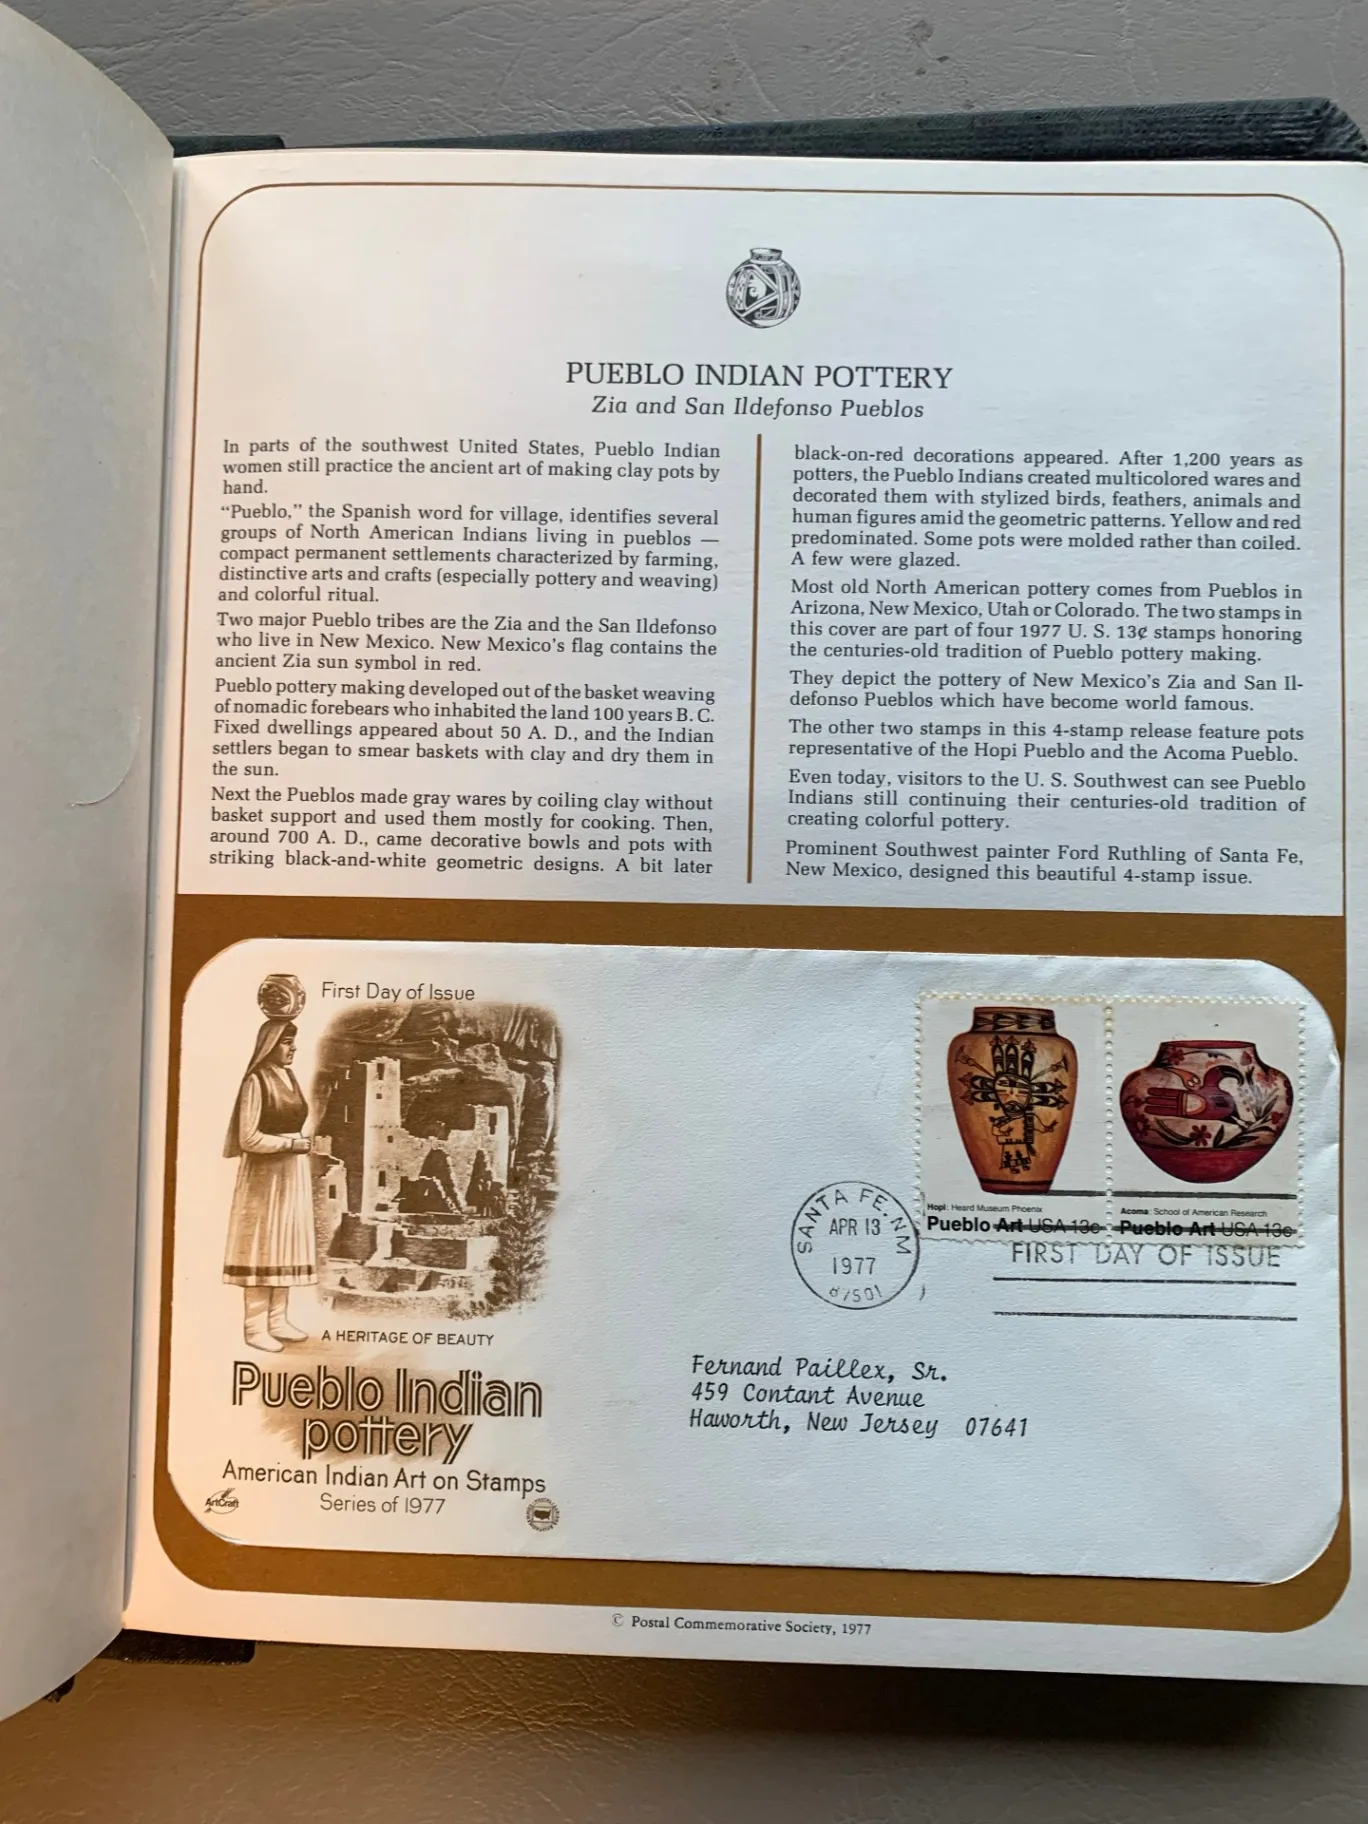 PUEBLO INDIAN POTTERY
Zia and San Ildefonso Pueblos
In parts of the southwest United States, Pueblo Indian
women still practice the ancient art of making clay pots by
hand.
“Pueblo,” the Spanish word for village, identifies several
groups of North American Indians living in pueblos —
compact permanent settlements characterized by farming,
distinctive arts and crafts (especially pottery and weaving)
and colorful ritual.
Two major Pueblo tribes are the Zia and the San Ildefonso
who live in New Mexico. New Mexico’s flag contains the
ancient Zia sun symbol in red.
Pueblo pottery making developed out of the basket weaving
of nomadic forebears who inhabited the land 100 years B. C.
Fixed dwellings appeared about 50 A. D., and the Indian
settlers began to smear baskets with clay and dry them in
the sun.
Next the Pueblos made gray wares by coiling clay without
basket support and used them mostly for cooking. Then,
around 700 A. D., came decorative bowls and pots with
striking black-and-white geometric designs. A bit later
black-on-red decorations appeared. After 1,200 years as
potters, the Pueblo Indians created multicolored wares and
decorated them with stylized birds, feathers, animals and
human figures amid the geometric patterns. Yellow and red
predominated. Some pots were molded rather than coiled.
A few were glazed.
Most old North American pottery comes from Pueblos in
Arizona, New Mexico, Utah or Colorado. The two stamps in
this cover are part of four 1977 U. S. 13¢ stamps honoring
the centuries-old tradition of Pueblo pottery making.
They depict the pottery of New Mexico’s Zia and San Il-
defonso Pueblos which have become world famous.
The other two stamps in this 4-stamp release feature pots
representative of the Hopi Pueblo and the Acoma Pueblo.
Even today, visitors to the U. S. Southwest can see Pueblo
Indians still continuing their centuries-old tradition of
creating colorful pottery.
Prominent Southwest painter Ford Ruthling of Santa Fe,
New Mexico, designed this beautiful 4-stamp issue.
First Day of Issue
A HERITAGE OF BEAUTY
Pueblo Indian
pottery
American Indian Art on Stamps
Series of 1977
ArtCraft
Hopi: Heard Museum Phoenix
Pueblo Art USA 13c
Acoma: School of American Research
Pueblo Art USA 13c
SANTA FE, NM
APR 13
1977
87501
FIRST DAY OF ISSUE
Fernand Paillex, Sr.
459 Contant Avenue
Haworth, New Jersey 07641
© Postal Commemorative Society, 1977